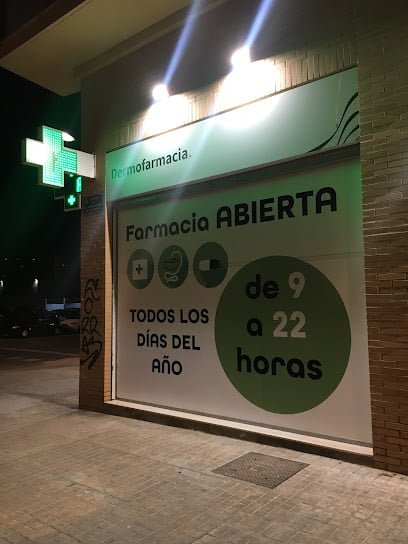 Dermofarmacia.
Farmacia ABIERTA
TODOS LOS
DÍAS DEL
AÑO
de 9
a 22
horas